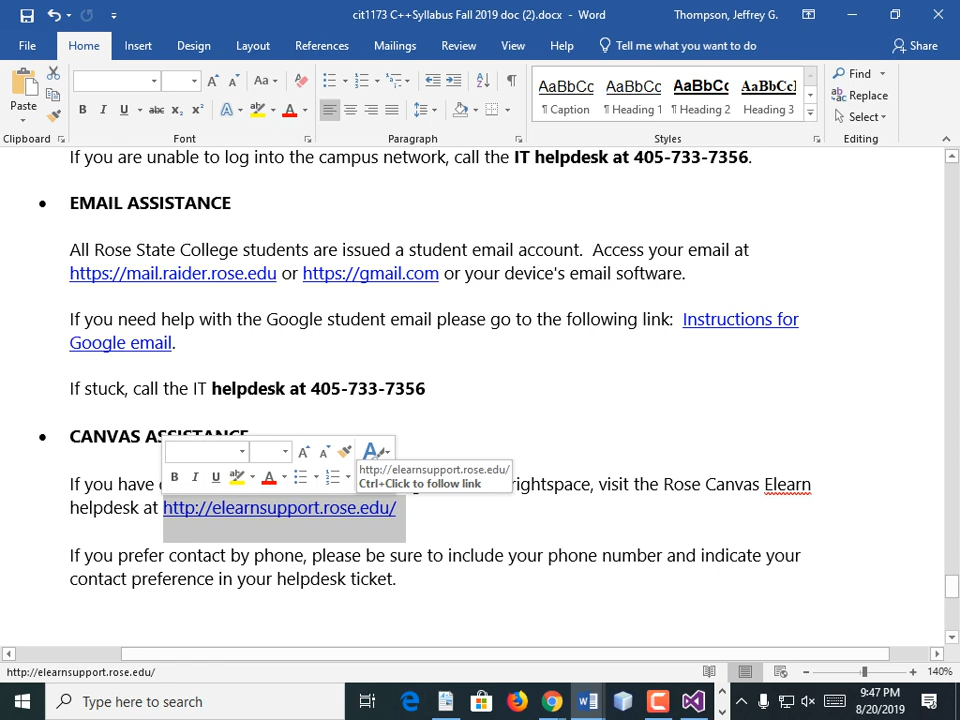 cit1173 C++Syllabus Fall 2019 doc (2).docx - Word
Thompson, Jeffrey G.
File Home Insert Design Layout References Mailings Review View Help Tell me what you want to do Share
Paste
Aa
AaBbCc AaBbCc AaBbCc AaBbCc
¶ Caption ¶ Heading 1 ¶ Heading 2 Heading 3
Find
Replace
Select
B I U abc x₂ x² A A
Clipboard Font Paragraph Styles Editing
If you are unable to log into the campus network, call the IT helpdesk at 405-733-7356.
• EMAIL ASSISTANCE
All Rose State College students are issued a student email account. Access your email at
https://mail.raider.rose.edu or https://gmail.com or your device's email software.
If you need help with the Google student email please go to the following link: Instructions for
Google email.
If stuck, call the IT helpdesk at 405-733-7356
• CANVAS ASSISTANCE
B I U A
http://elearnsupport.rose.edu/
Ctrl+Click to follow link
If you have rightspace, visit the Rose Canvas Elearn
helpdesk at http://elearnsupport.rose.edu/
If you prefer contact by phone, please be sure to include your phone number and indicate your
contact preference in your helpdesk ticket.
http://elearnsupport.rose.edu/
140%
Type here to search
9:47 PM
8/20/2019